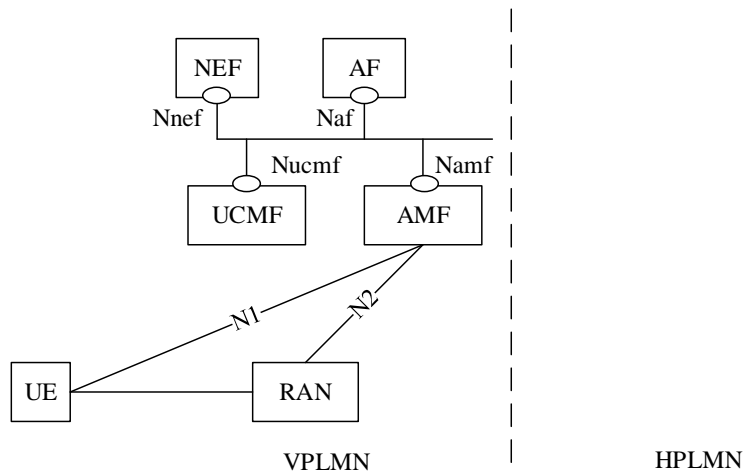 NEF
AF
Nnef
Naf
Nucmf
Namf
UCMF
AMF
N1
N2
UE
RAN
VPLMN
HPLMN